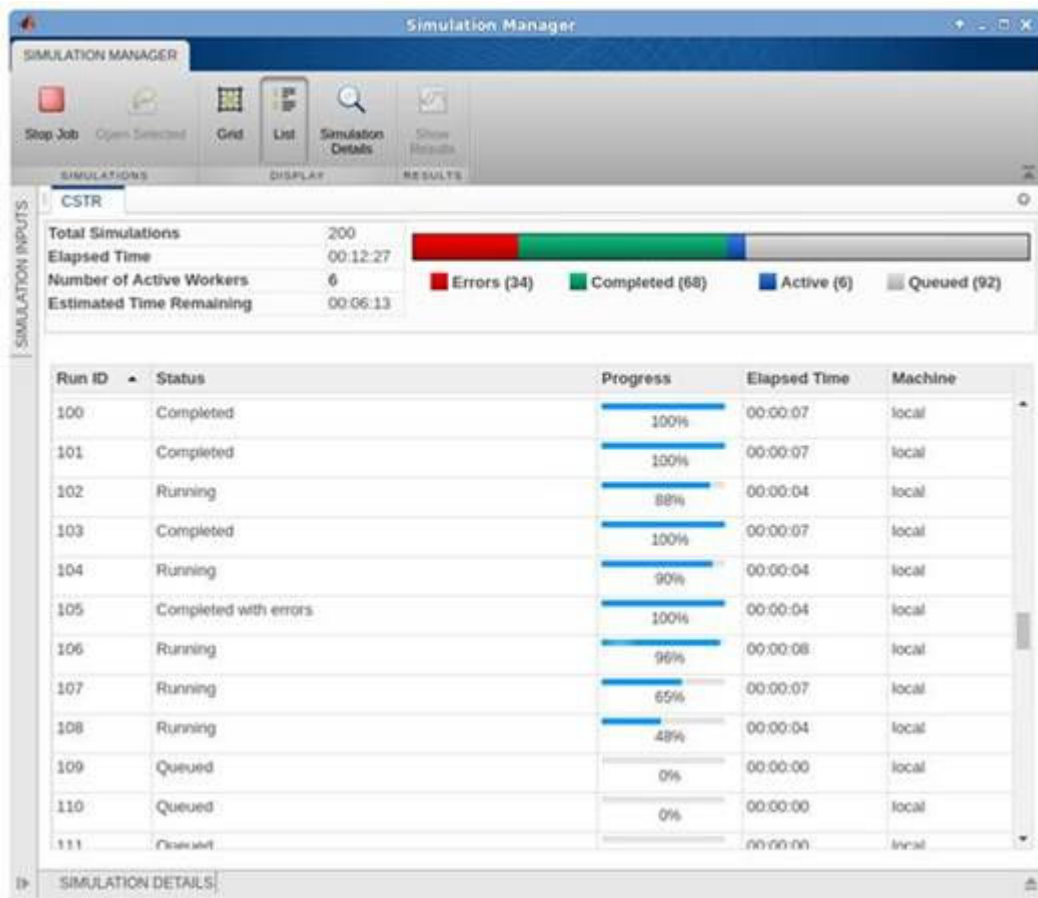 Simulation Manager
SIMULATION MANAGER
Stop Job Open Selected Grid List Simulation Details Show Results
SIMULATIONS DISPLAY RESULTS
SIMULATION INPUTS
CSTR
Total Simulations 200
Elapsed Time 00:12:27
Number of Active Workers 6
Estimated Time Remaining 00:06:13
Errors (34) Completed (68) Active (6) Queued (92)
Run ID Status Progress Elapsed Time Machine
100 Completed 100% 00:00:07 local
101 Completed 100% 00:00:07 local
102 Running 88% 00:00:04 local
103 Completed 100% 00:00:07 local
104 Running 90% 00:00:04 local
105 Completed with errors 100% 00:00:04 local
106 Running 96% 00:00:08 local
107 Running 65% 00:00:07 local
108 Running 48% 00:00:04 local
109 Queued 0% 00:00:00 local
110 Queued 0% 00:00:00 local
111 Queued 00:00:00 local
SIMULATION DETAILS